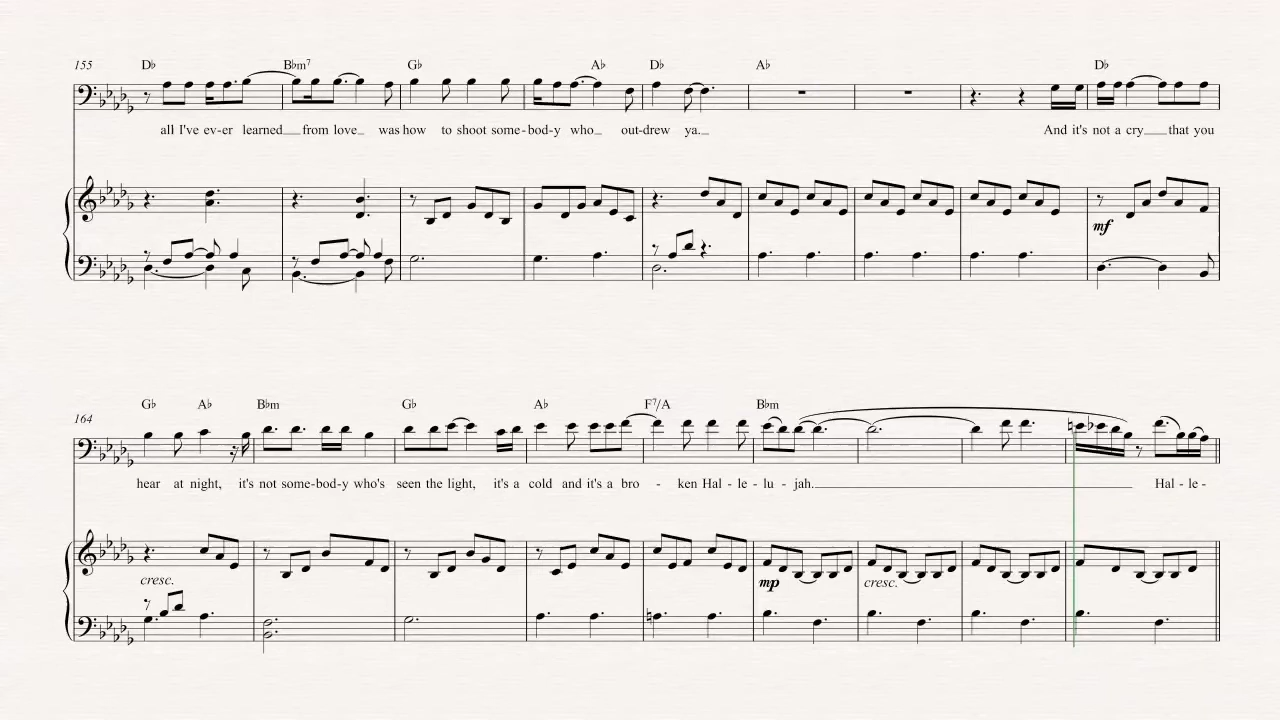 155 D♭ B♭m7 G♭ A♭ D♭ A♭ D♭
all I've ev-er learned from love was how to shoot some-bod-y who out-drew ya. And it's not a cry that you
mf
G♭ A♭ B♭m G♭ A♭ F7/A B♭m
164
hear at night, it's not some-bod-y who's seen the light, it's a cold and it's a bro - ken Hal - le - lu - jah. Hal - le -
cresc. mp cresc.